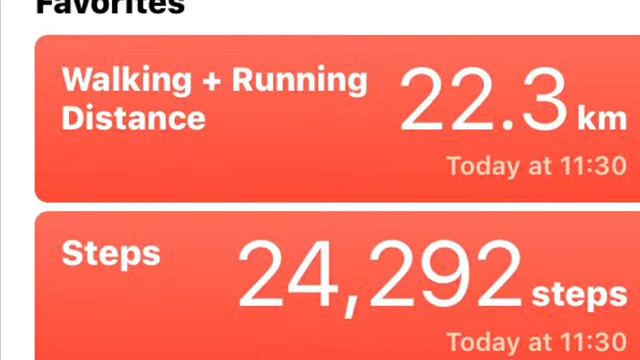 Favorites
Walking + Running
Distance
22.3 km
Today at 11:30
Steps
24,292 steps
Today at 11:30